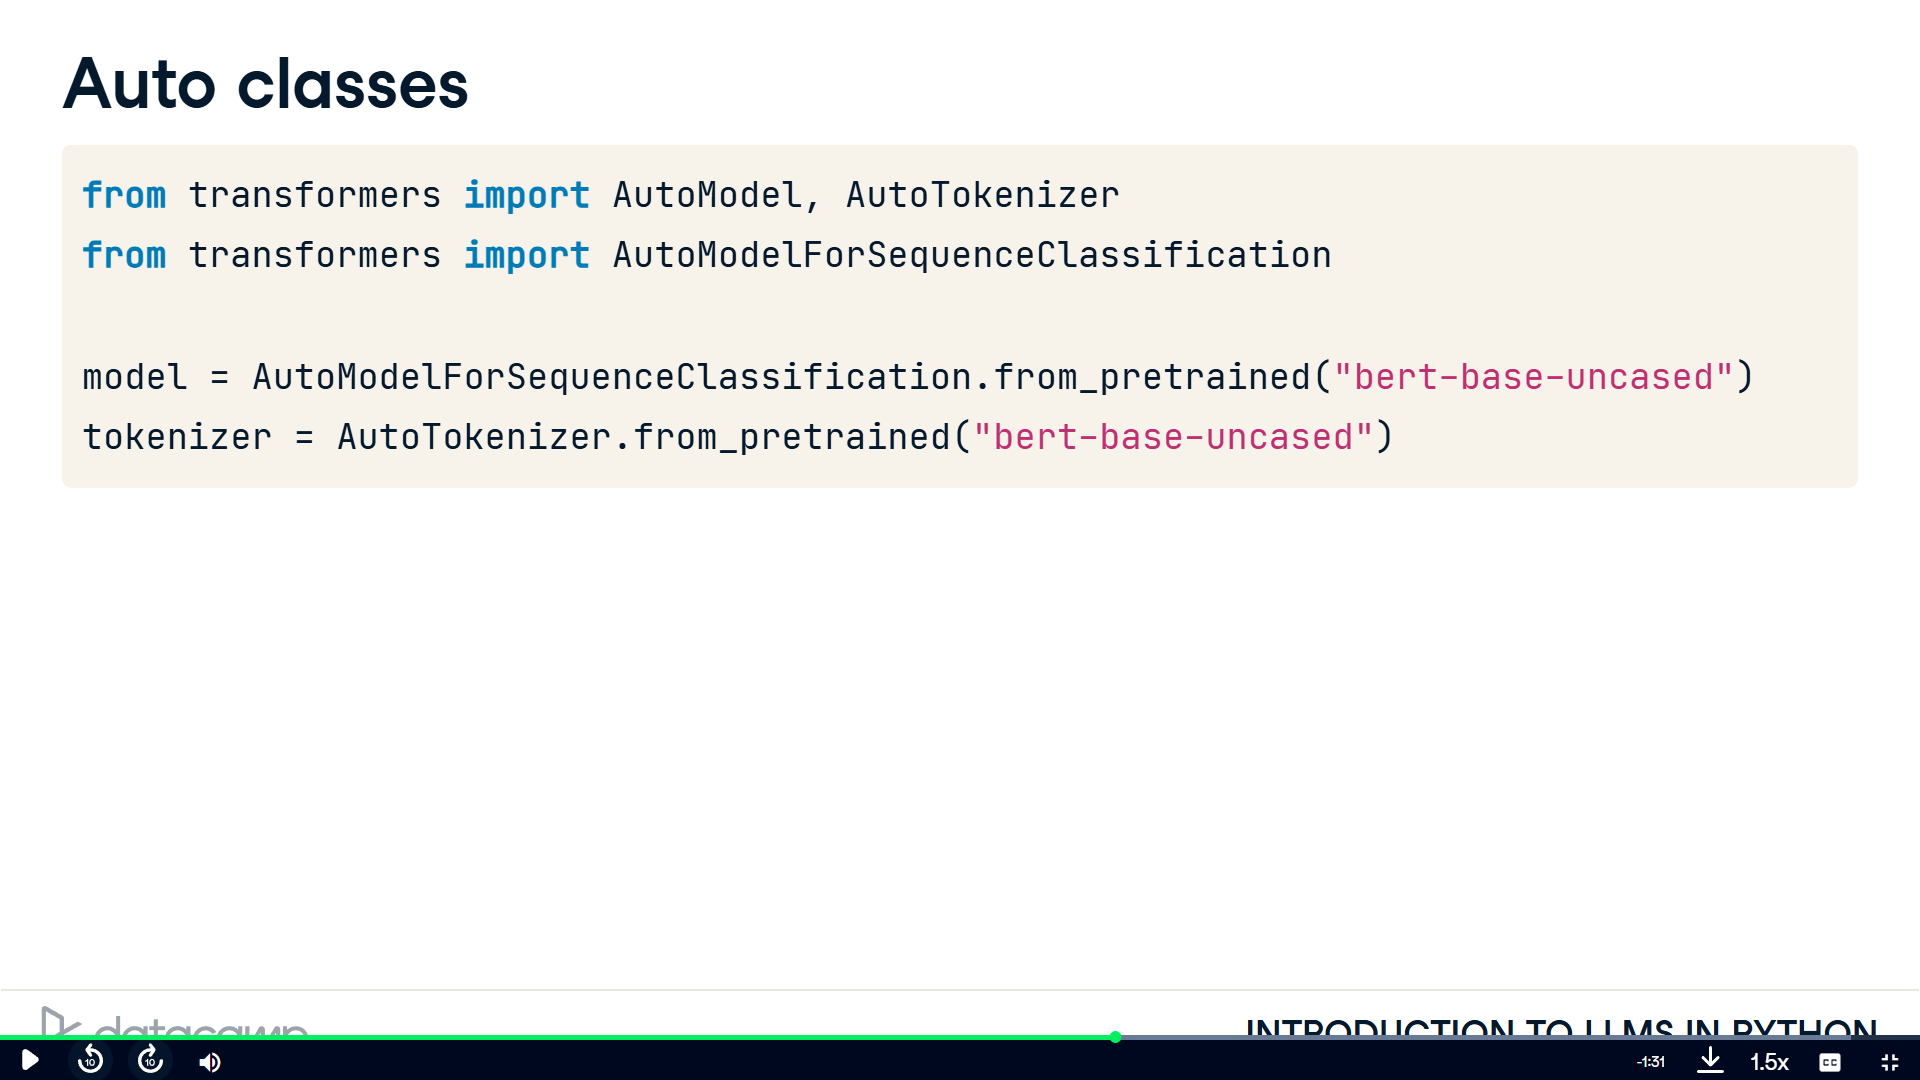 Auto classes
from transformers import AutoModel, AutoTokenizer
from transformers import AutoModelForSequenceClassification
model = AutoModelForSequenceClassification.from_pretrained("bert-base-uncased")
tokenizer = AutoTokenizer.from_pretrained("bert-base-uncased")
datacamp
INTRODUCTION TO LLMS IN PYTHON
10
10
-1:31
1.5x
CC